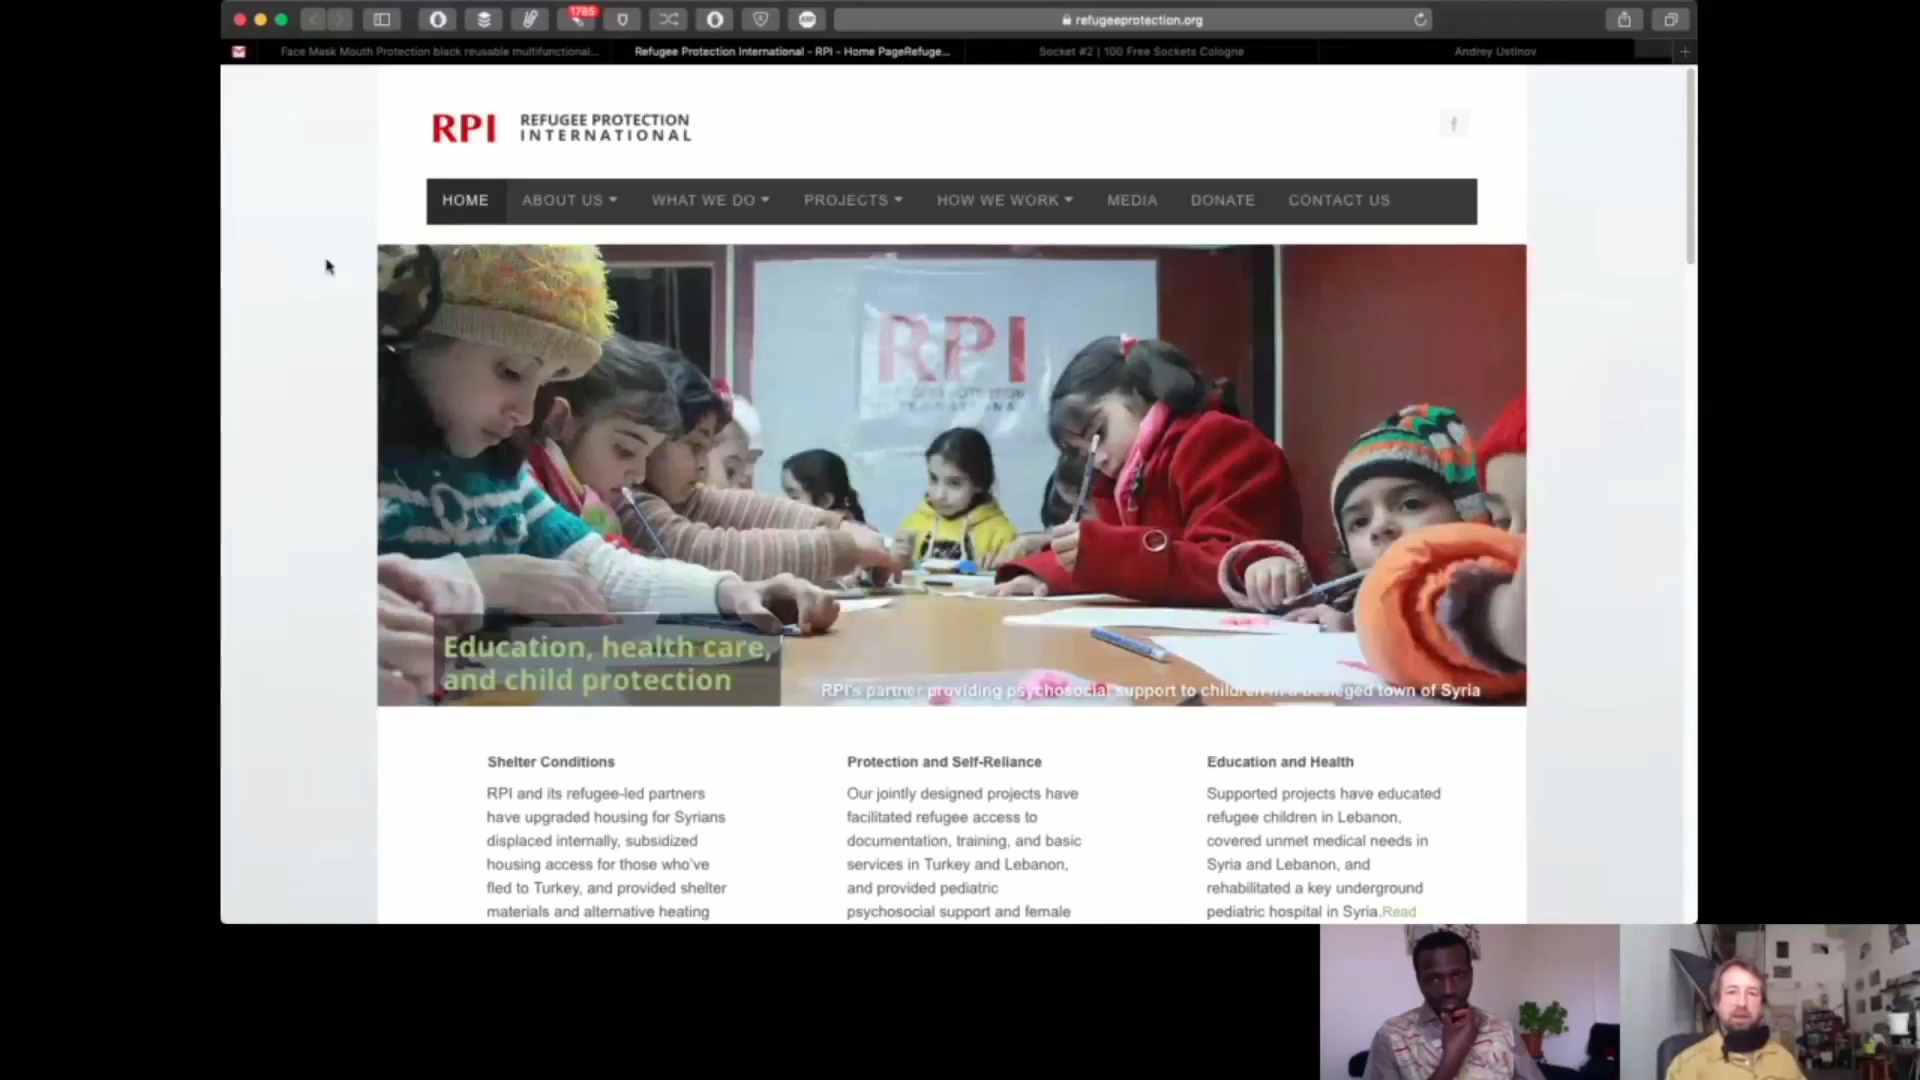 1785
refugeeprotection.org
Face Mask Mouth Protection black reusable multifunctional...
Refugee Protection International - RPI - Home PageRefuge...
Socket #2 | 100 Free Sockets Cologne
Andrey Ustinov
RPI
REFUGEE PROTECTION
INTERNATIONAL
HOME
ABOUT US
WHAT WE DO
PROJECTS
HOW WE WORK
MEDIA
DONATE
CONTACT US
RPI
Education, health care,
and child protection
RPI's partner providing psychosocial support to children in a besieged town of Syria
Shelter Conditions
RPI and its refugee-led partners
have upgraded housing for Syrians
displaced internally, subsidized
housing access for those who've
fled to Turkey, and provided shelter
materials and alternative heating
Protection and Self-Reliance
Our jointly designed projects have
facilitated refugee access to
documentation, training, and basic
services in Turkey and Lebanon,
and provided pediatric
psychosocial support and female
Education and Health
Supported projects have educated
refugee children in Lebanon,
covered unmet medical needs in
Syria and Lebanon, and
rehabilitated a key underground
pediatric hospital in Syria.Read